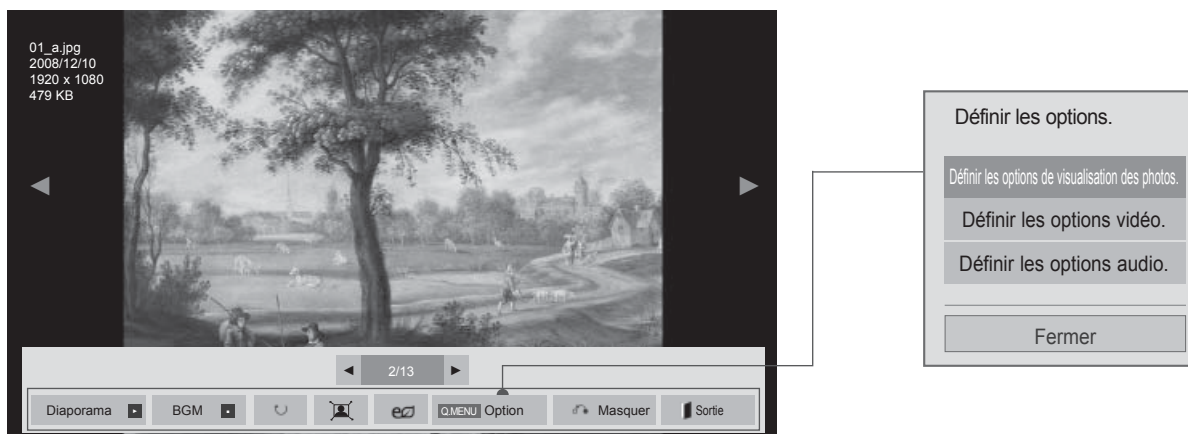 01_a.jpg
2008/12/10
1920 x 1080
479 KB
2/13
Diaporama
BGM
Q.MENU Option
Masquer
Sortie
Définir les options.
Définir les options de visualisation des photos.
Définir les options vidéo.
Définir les options audio.
Fermer